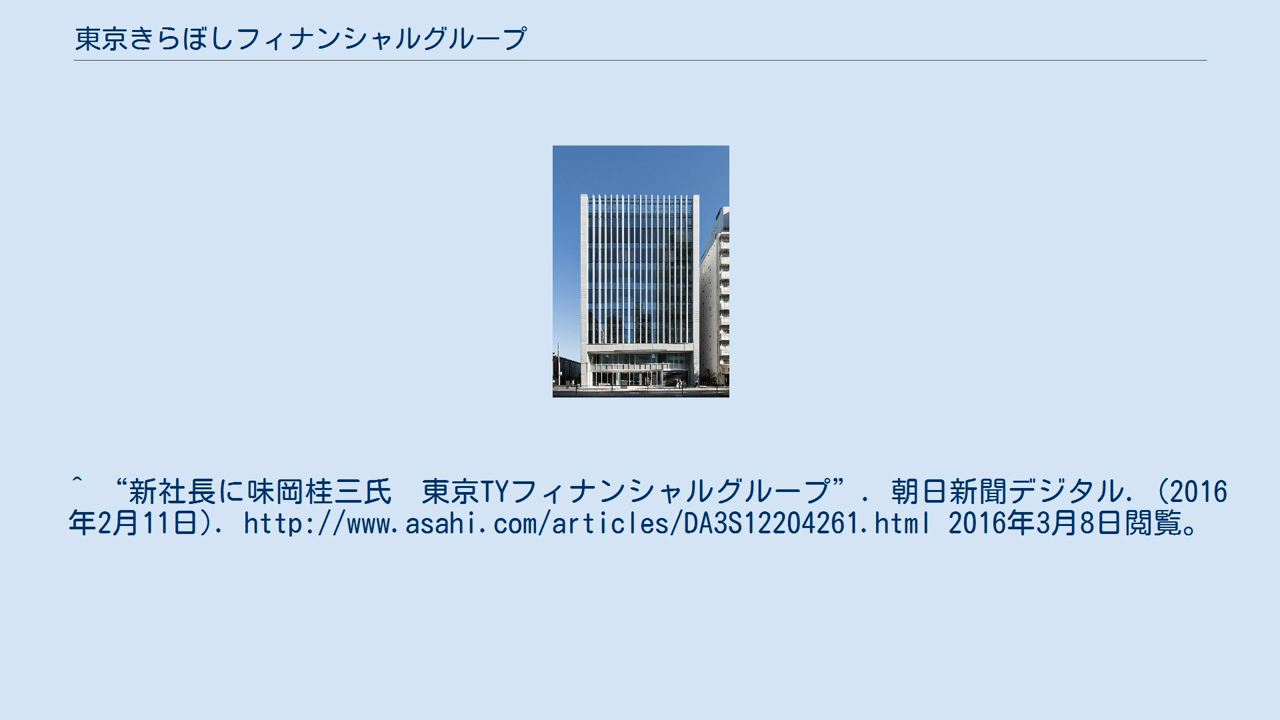 東京きらぼしフィナンシャルグループ
^ “新社長に味岡桂三氏　東京TYフィナンシャルグループ”. 朝日新聞デジタル. (2016
年2月11日). http://www.asahi.com/articles/DA3S12204261.html 2016年3月8日閲覧。